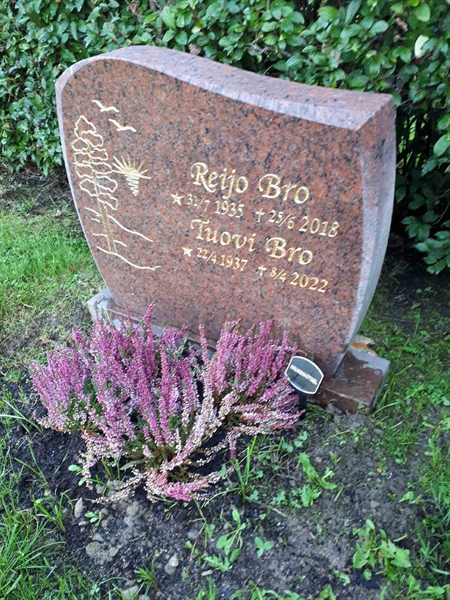 Reijo Bro
★ 31/7 1935 ✝ 25/6 2018
Tuovi Bro
★ 22/4 1937 ✝ 8/4 2022